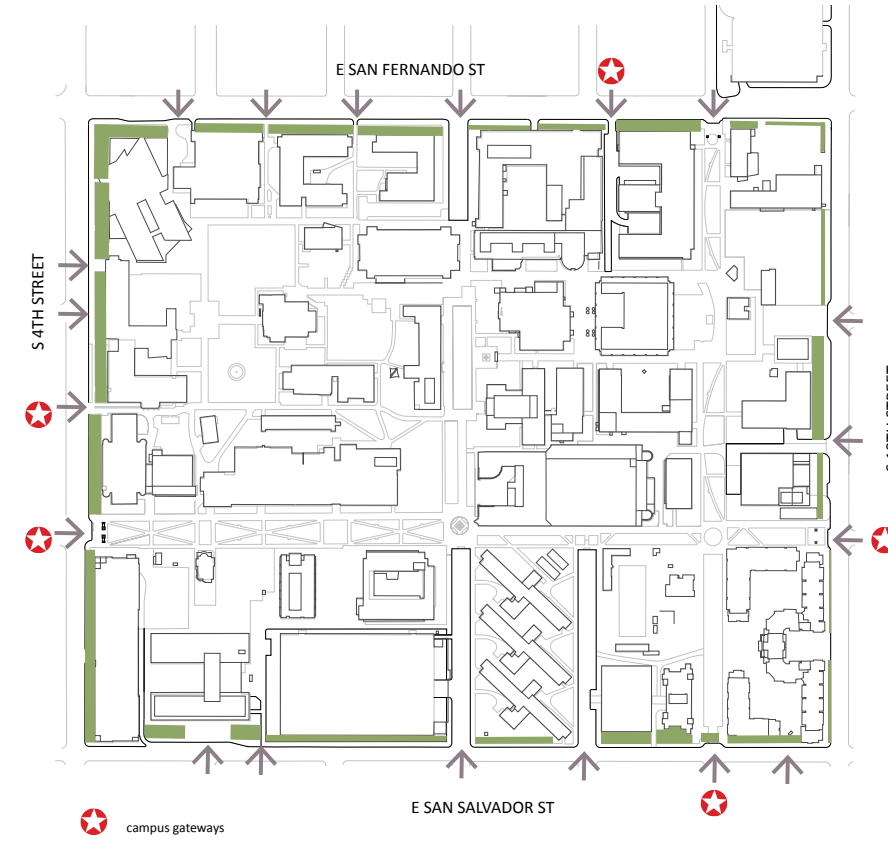 E SAN FERNANDO ST
S 4TH STREET
E SAN SALVADOR ST
campus gateways